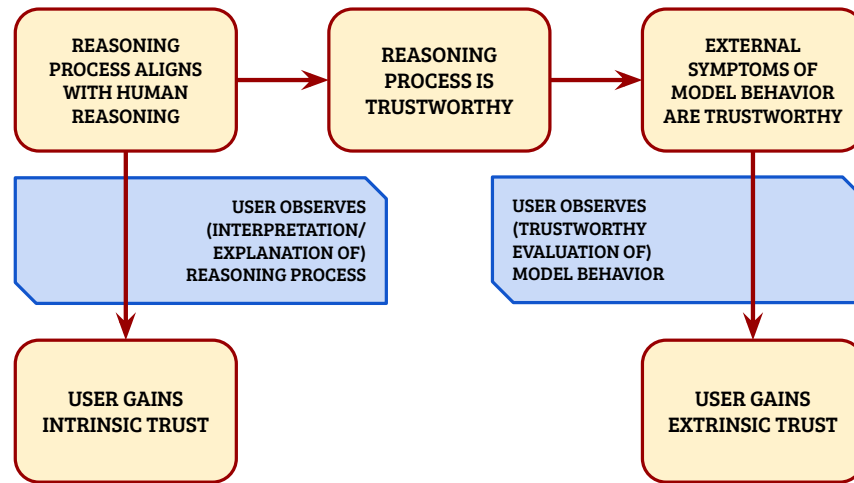 REASONING
PROCESS ALIGNS
WITH HUMAN
REASONING
REASONING
PROCESS IS
TRUSTWORTHY
EXTERNAL
SYMPTOMS OF
MODEL BEHAVIOR
ARE TRUSTWORTHY
USER OBSERVES
(INTERPRETATION/
EXPLANATION OF)
REASONING PROCESS
USER OBSERVES
(TRUSTWORTHY
EVALUATION OF)
MODEL BEHAVIOR
USER GAINS
INTRINSIC TRUST
USER GAINS
EXTRINSIC TRUST